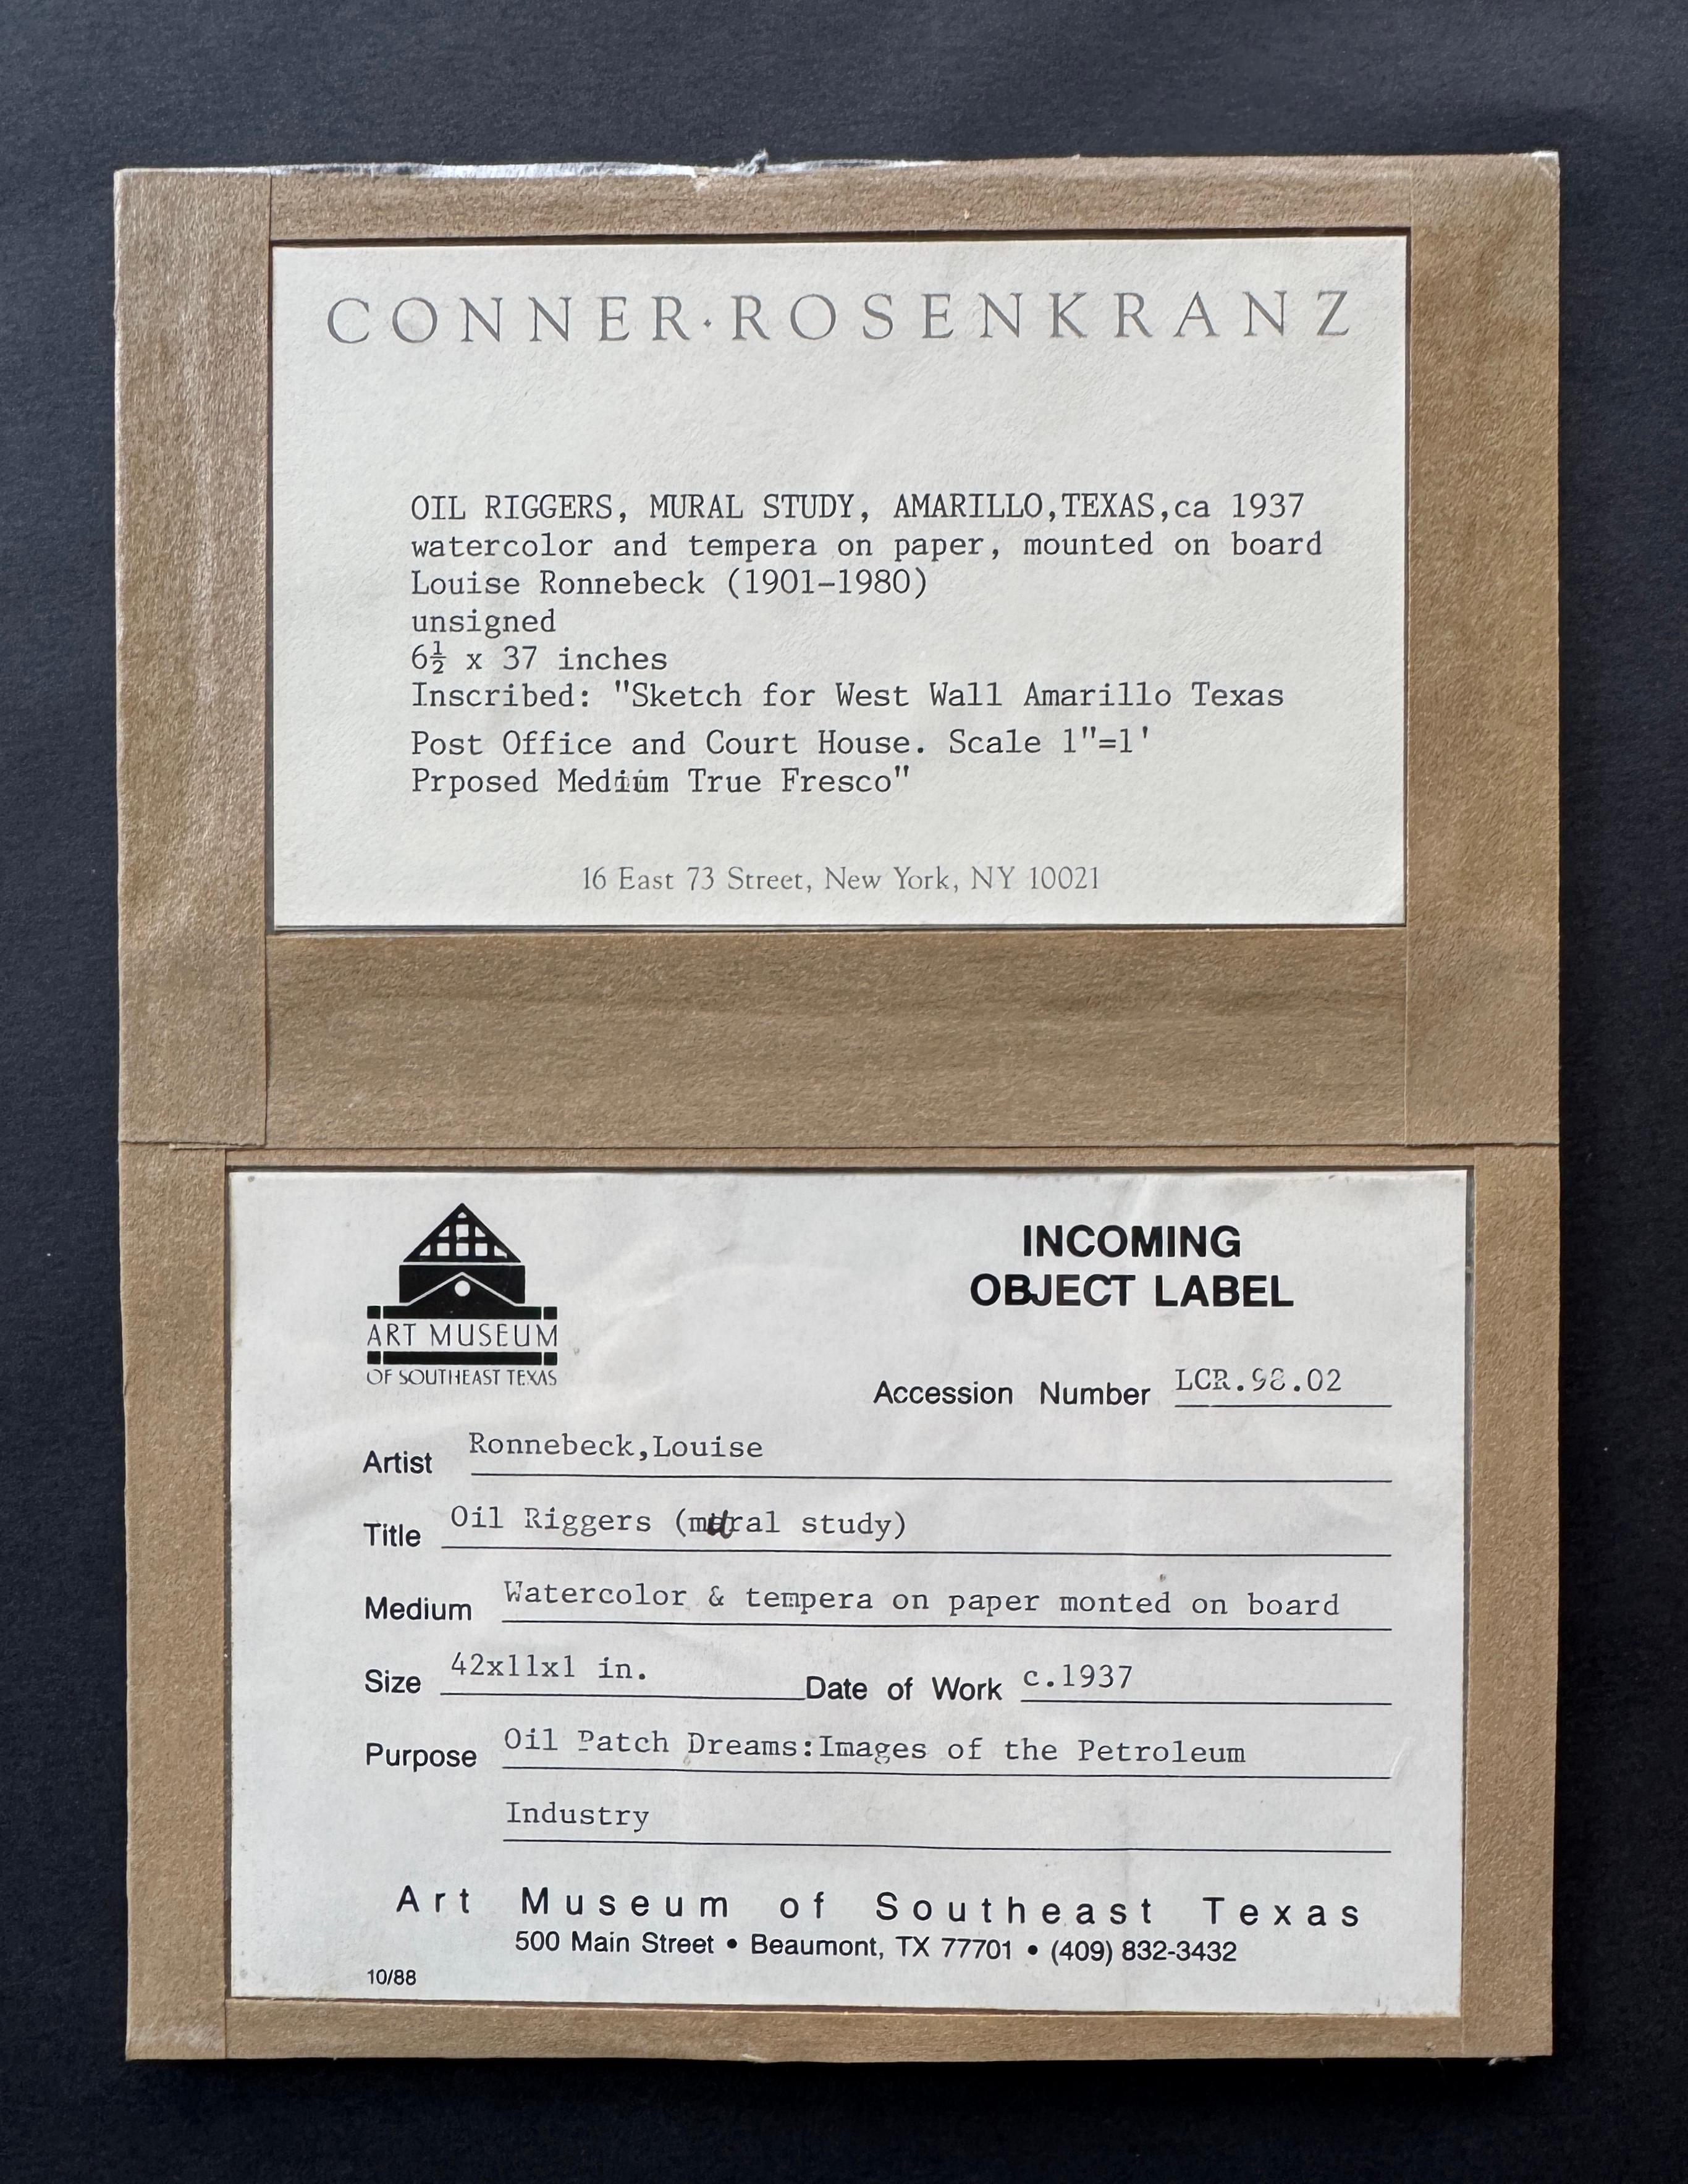 CONNER·ROSENKRANZ
OIL RIGGERS, MURAL STUDY, AMARILLO,TEXAS,ca 1937
watercolor and tempera on paper, mounted on board
Louise Ronnebeck (1901-1980)
unsigned
6½ x 37 inches
Inscribed: "Sketch for West Wall Amarillo Texas
Post Office and Court House. Scale 1"=1'
Prposed Medium True Fresco"
16 East 73 Street, New York, NY 10021
ART MUSEUM
OF SOUTHEAST TEXAS
INCOMING
OBJECT LABEL
Accession Number LCR.98.02
Artist Ronnebeck,Louise
Title Oil Riggers (mural study)
Medium Watercolor & tempera on paper monted on board
Size 42x11x1 in. Date of Work c.1937
Purpose Oil Patch Dreams:Images of the Petroleum
Industry
Art Museum of Southeast Texas
500 Main Street • Beaumont, TX 77701 • (409) 832-3432
10/88